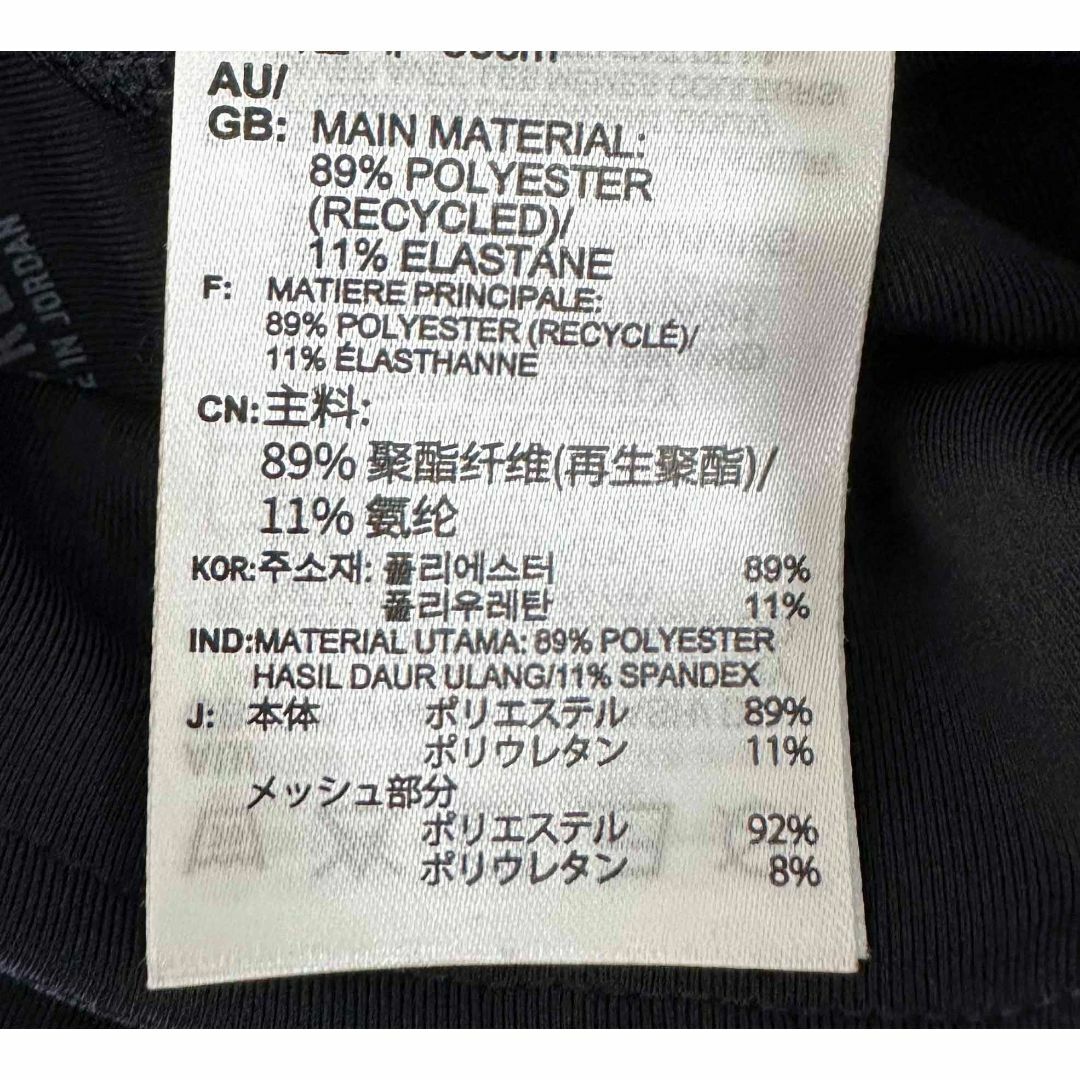 AU/
GB: MAIN MATERIAL:
89% POLYESTER
(RECYCLED)/
11% ELASTANE
F: MATIERE PRINCIPALE:
89% POLYESTER (RECYCLÉ)/
11% ÉLASTHANNE
CN: 主料:
89% 聚酯纤维(再生聚酯)/
11% 氨纶
KOR: 주소재: 폴리에스터 89%
폴리우레탄 11%
IND: MATERIAL UTAMA: 89% POLYESTER
HASIL DAUR ULANG/11% SPANDEX
J: 本体 ポリエステル 89%
ポリウレタン 11%
メッシュ部分
ポリエステル 92%
ポリウレタン 8%
IN JORDAN